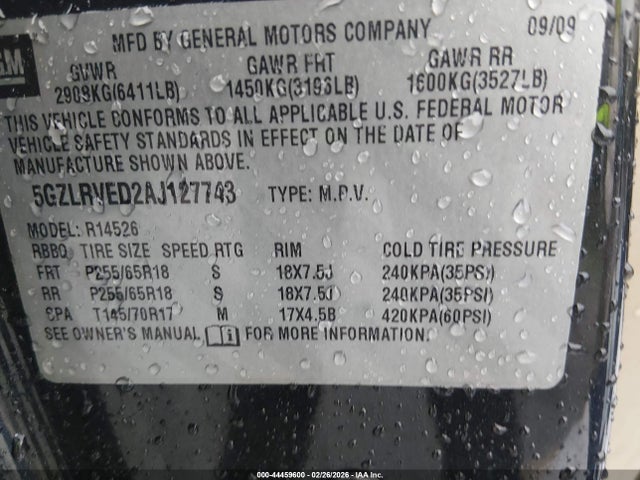 GM
MFD BY GENERAL MOTORS COMPANY 09/09
GVWR GAWR FRT GAWR RR
2909KG(6411LB) 1450KG(3196LB) 1600KG(3527LB)
THIS VEHICLE CONFORMS TO ALL APPLICABLE U.S. FEDERAL MOTOR
VEHICLE SAFETY STANDARDS IN EFFECT ON THE DATE OF
MANUFACTURE SHOWN ABOVE.
5GZLRVED2AJ127743 TYPE: M.P.V.
MODEL: R14526
RBBQ TIRE SIZE SPEED RTG RIM COLD TIRE PRESSURE
FRT P255/65R18 S 18X7.5J 240KPA(35PSI)
RR P255/65R18 S 18X7.5J 240KPA(35PSI)
SPA T145/70R17 M 17X4.5B 420KPA(60PSI)
SEE OWNER'S MANUAL FOR MORE INFORMATION.
000-44459600 - 02/26/2026 - IAAI.COM